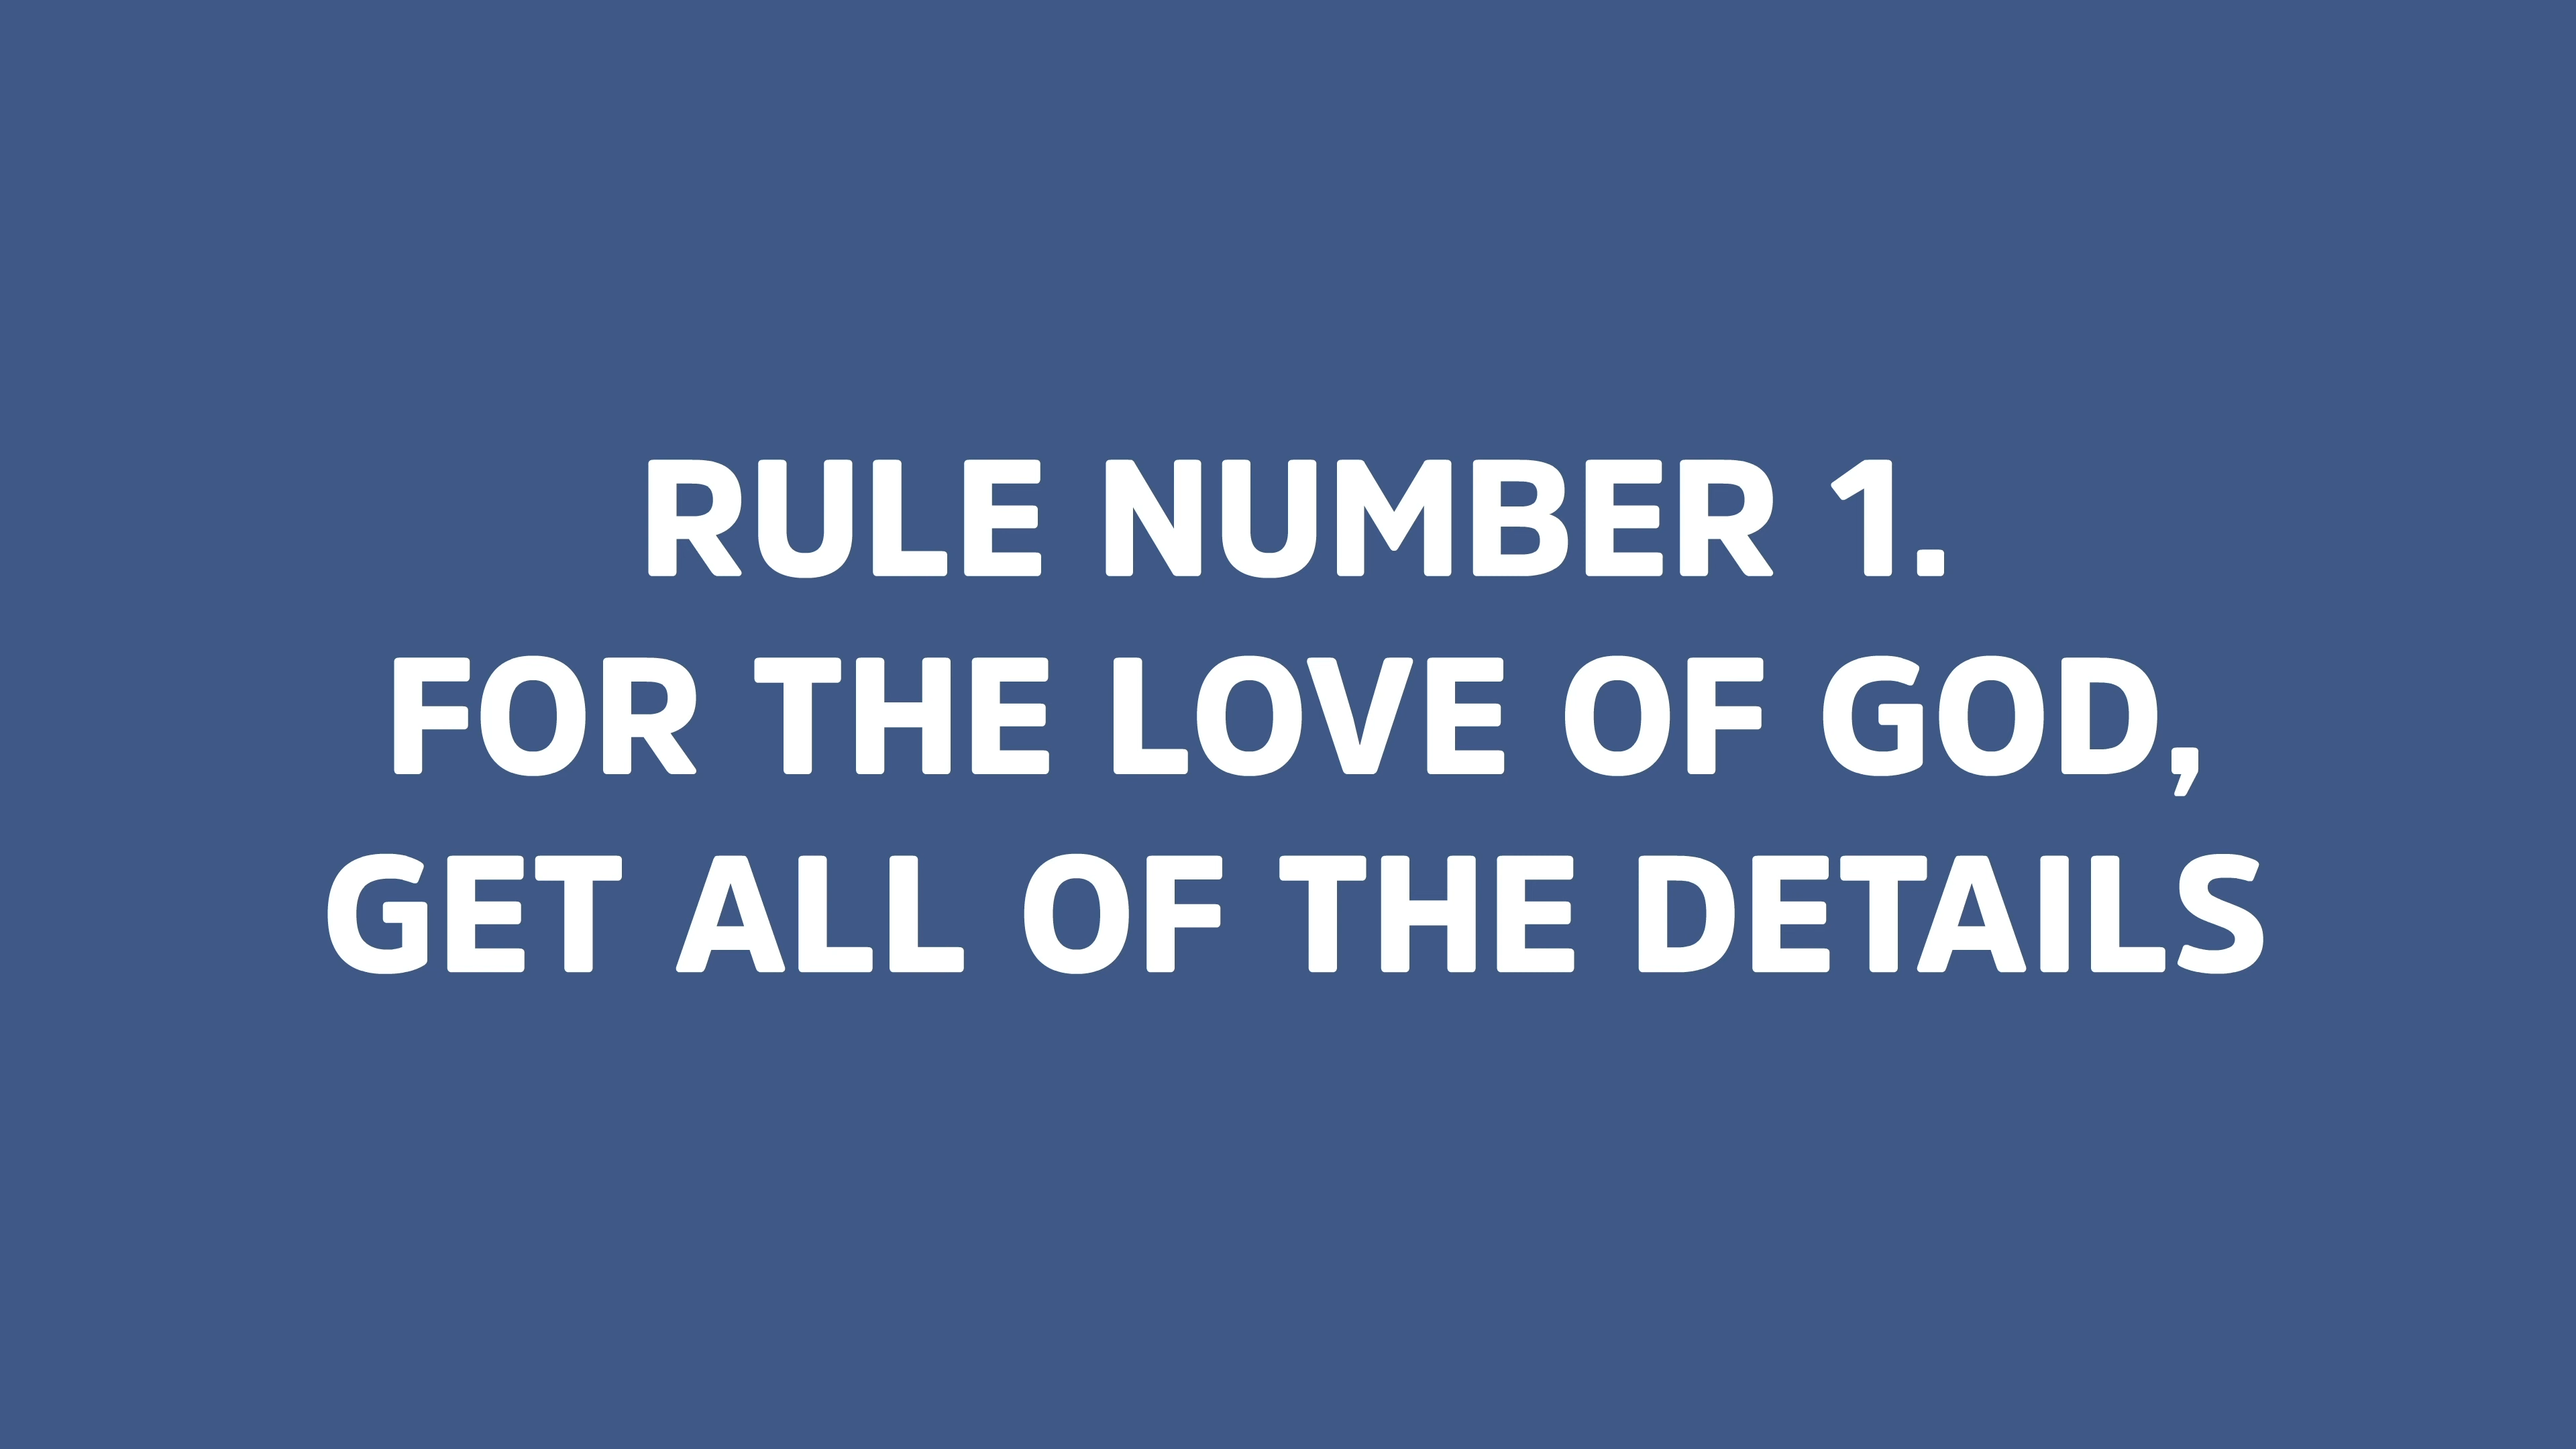 RULE NUMBER 1.
FOR THE LOVE OF GOD,
GET ALL OF THE DETAILS